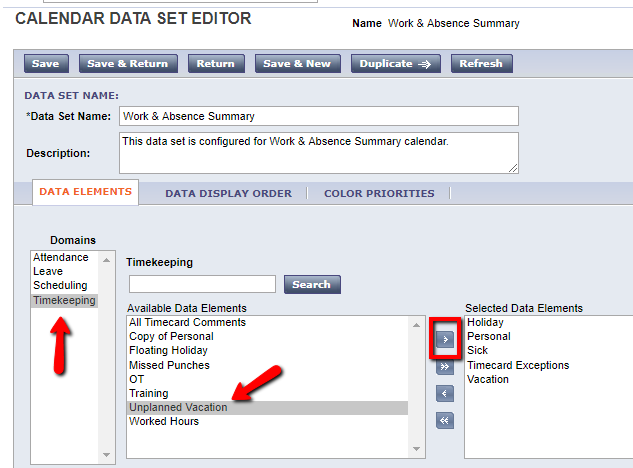 CALENDAR DATA SET EDITOR
Name Work & Absence Summary
Save Save & Return Return Save & New Duplicate Refresh
DATA SET NAME:
*Data Set Name: Work & Absence Summary
Description: This data set is configured for Work & Absence Summary calendar.
DATA ELEMENTS DATA DISPLAY ORDER COLOR PRIORITIES
Domains
Attendance
Leave
Scheduling
Timekeeping
Timekeeping
Search
Available Data Elements
All Timecard Comments
Copy of Personal
Floating Holiday
Missed Punches
OT
Training
Unplanned Vacation
Worked Hours
Selected Data Elements
Holiday
Personal
Sick
Timecard Exceptions
Vacation